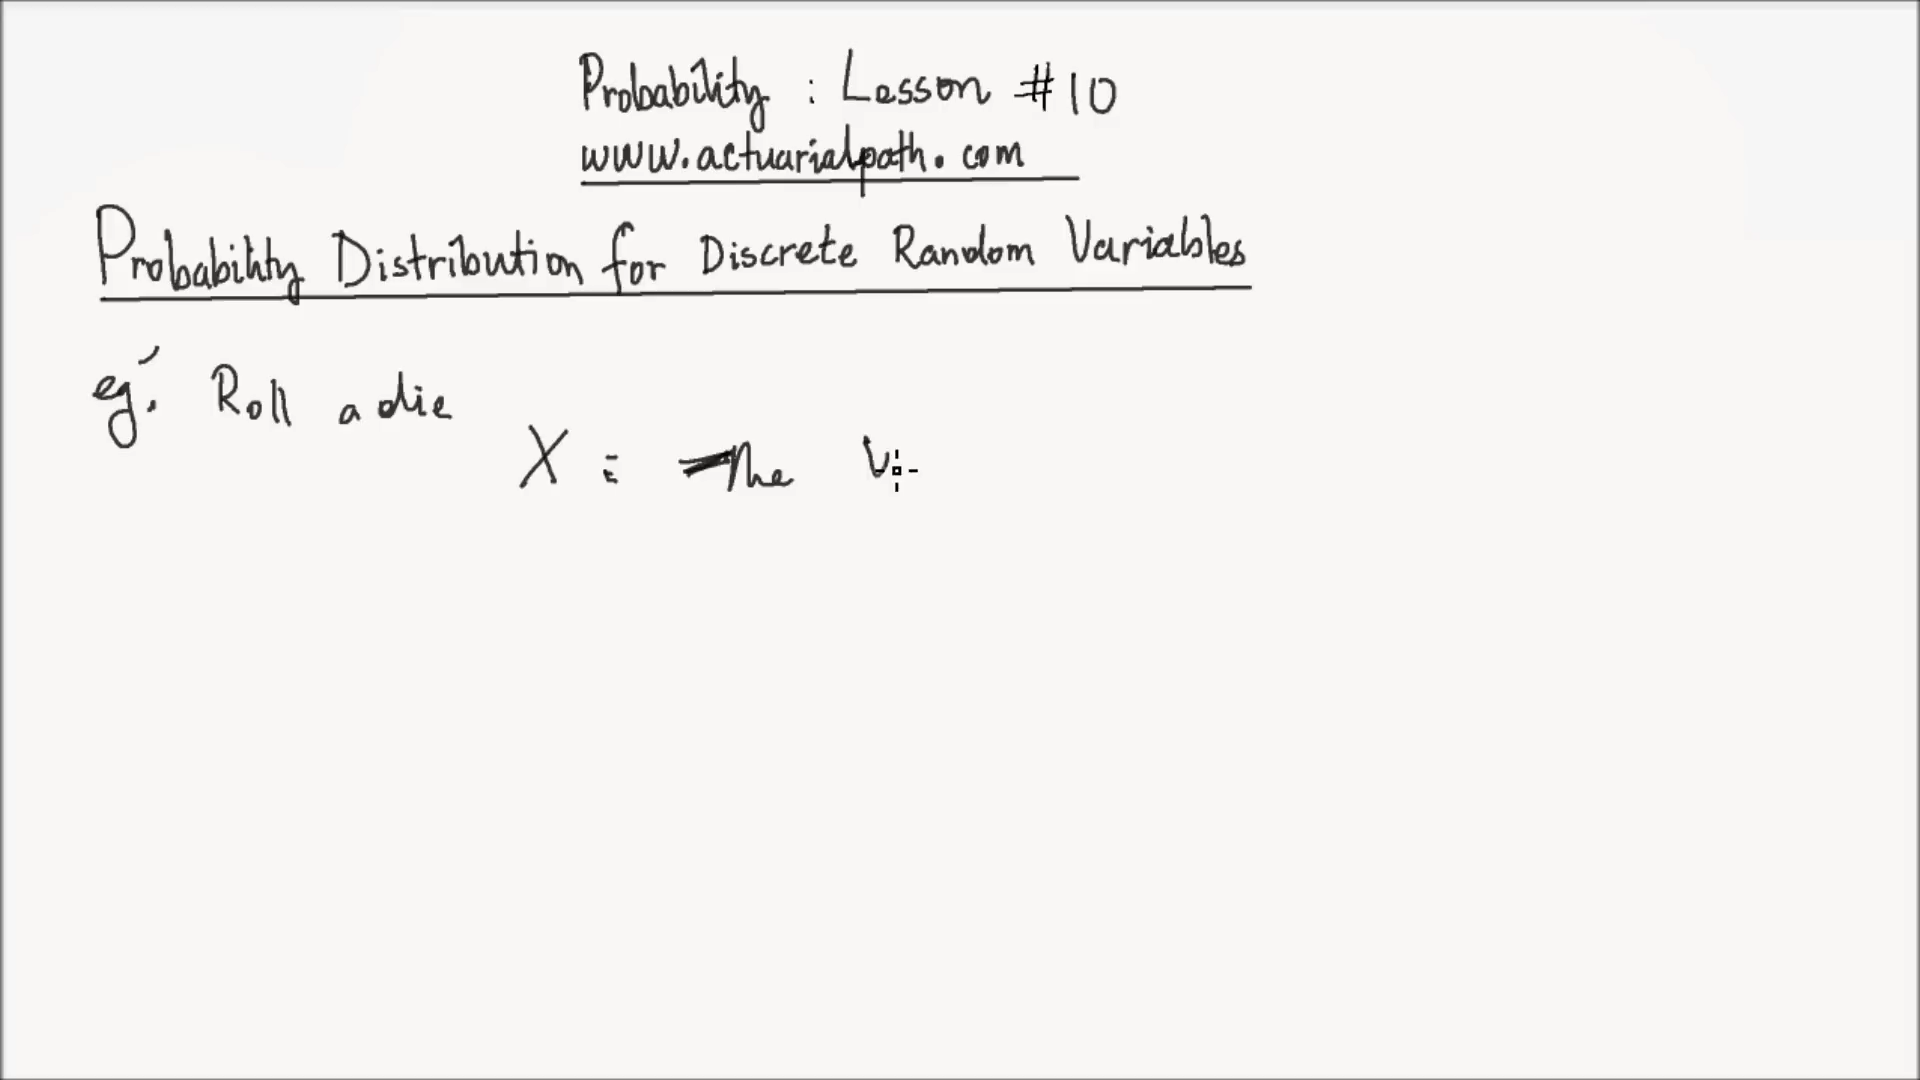 Probability : Lesson #10
www.actuarialpath.com
Probability Distribution for Discrete Random Variables
eg. Roll a die
X : The